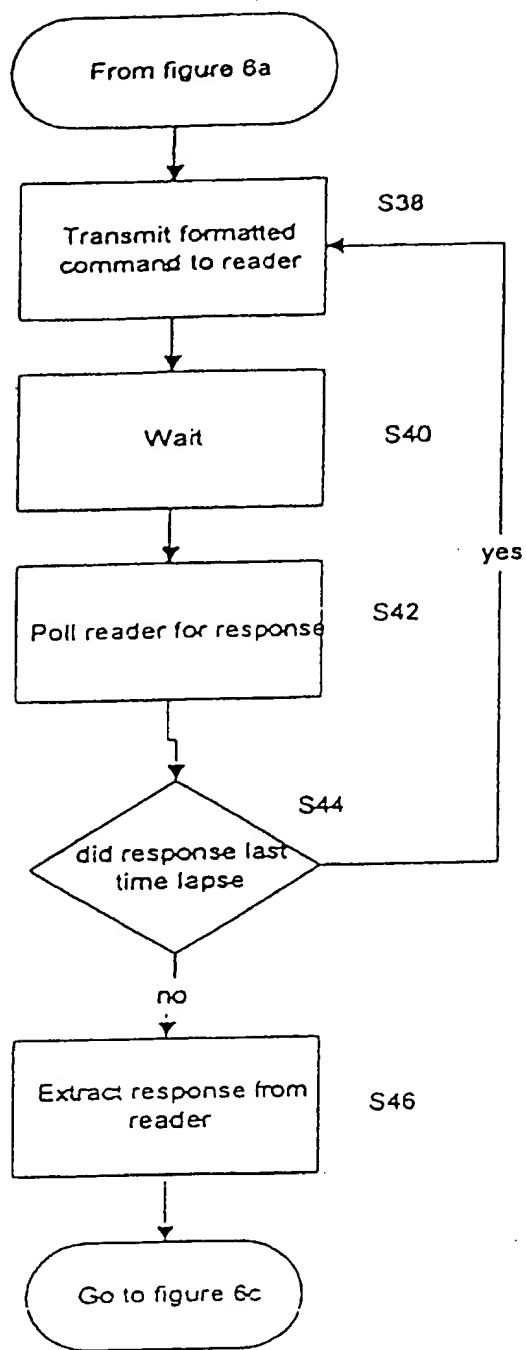 From figure 6a
S38
Transmit formatted
command to reader
Wait
S40
yes
Poll reader for response
S42
S44
did response last
time lapse
no
Extract response from
reader
S46
Go to figure 6c